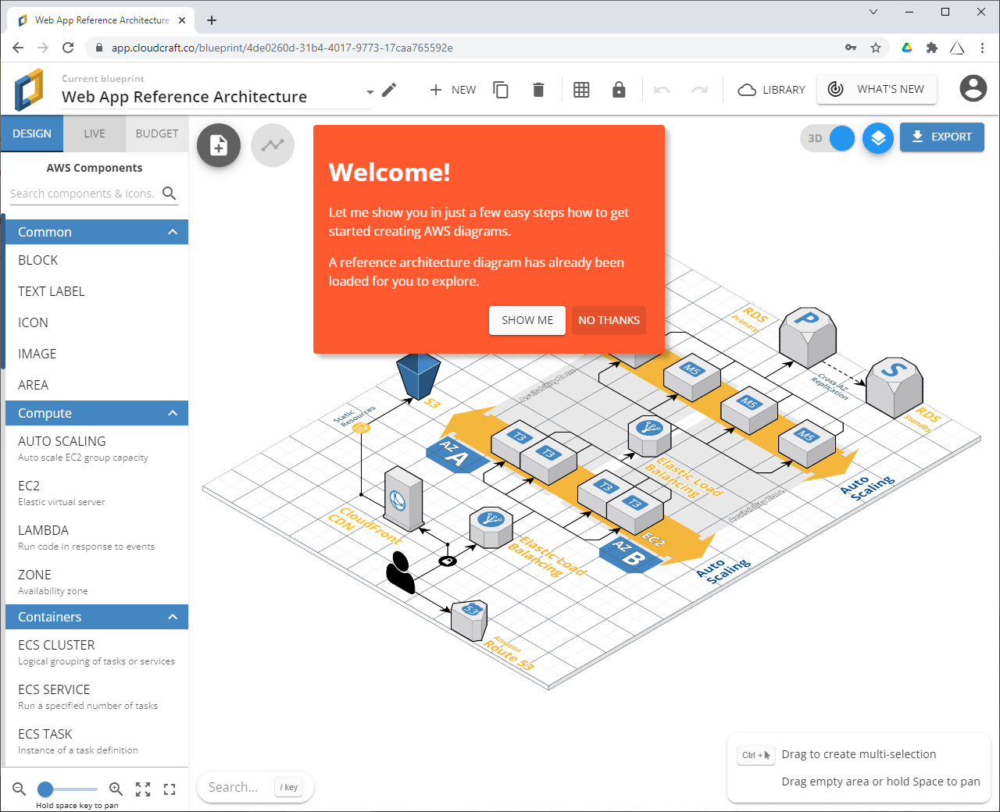 Web App Reference Architecture
app.cloudcraft.co/blueprint/4de0260d-31b4-4017-9773-17caa765592e
Current blueprint
Web App Reference Architecture
NEW
LIBRARY
WHAT'S NEW
DESIGN
LIVE
BUDGET
3D
EXPORT
AWS Components
Search components & icons.
Common
BLOCK
TEXT LABEL
ICON
IMAGE
AREA
Compute
AUTO SCALING
Auto scale EC2 group capacity
EC2
Elastic virtual server
LAMBDA
Run code in response to events
ZONE
Availability zone
Containers
ECS CLUSTER
Logical grouping of tasks or services
ECS SERVICE
Run a specified number of tasks
ECS TASK
Instance of a task definition
Hold space key to pan
Welcome!
Let me show you in just a few easy steps how to get
started creating AWS diagrams.
A reference architecture diagram has already been
loaded for you to explore.
SHOW ME
NO THANKS
RDS
Primary
P
S
Cross-AZ
Replication
RDS
Standby
M5
M5
M5
Availability Zone
S3
Static
Resources
T3
T3
AZ A
Elastic Load
Balancing
T3
T3
Auto
Scaling
Availability Zone
CloudFront
CDN
EC2
Elastic Load
Balancing
AZ B
Auto
Scaling
53
Amazon
Route 53
Search...
/ key
Ctrl +
Drag to create multi-selection
Drag empty area or hold Space to pan